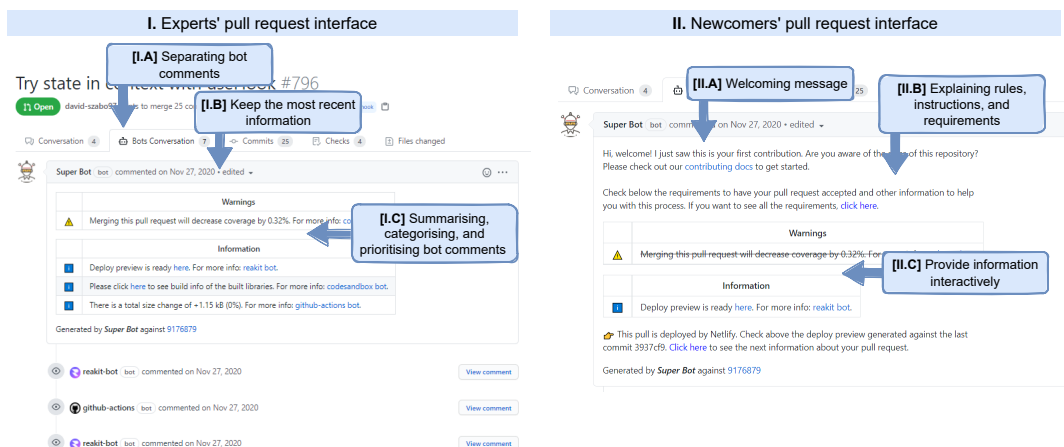 I. Experts' pull request interface
[I.A] Separating bot
comments
Try state in context with useHook #796
[I.B] Keep the most recent
information
Open david-szabo97 to merge 25 com
Conversation 4 Bots Conversation 7 Commits 25 Checks 4 Files changed
Super Bot bot commented on Nov 27, 2020 • edited
Warnings
Merging this pull request will decrease coverage by 0.32%. For more info: co
[I.C] Summarising,
categorising, and
prioritising bot comments
Information
Deploy preview is ready here. For more info: reakit bot.
Please click here to see build info of the built libraries. For more info: codesandbox bot.
There is a total size change of +1.15 kB (0%). For more info: github-actions bot.
Generated by Super Bot against 9176879
reakit-bot bot commented on Nov 27, 2020 View comment
github-actions bot commented on Nov 27, 2020 View comment
reakit-bot bot commented on Nov 27, 2020 View comment
II. Newcomers' pull request interface
[II.A] Welcoming message
[II.B] Explaining rules,
instructions, and
requirements
Conversation 4 25
Super Bot bot comm on Nov 27, 2020 • edited
Hi, welcome! I just saw this is your first contribution. Are you aware of the of this repository?
Please check out our contributing docs to get started.
Check below the requirements to have your pull request accepted and other information to help
you with this process. If you want to see all the requirements, click here.
Warnings
Merging this pull request will decrease coverage by 0.32%. For
[II.C] Provide information
interactively
Information
Deploy preview is ready here. For more info: reakit bot.
This pull is deployed by Netlify. Check above the deploy preview generated against the last
commit 3937cf9. Click here to see the next information about your pull request.
Generated by Super Bot against 9176879